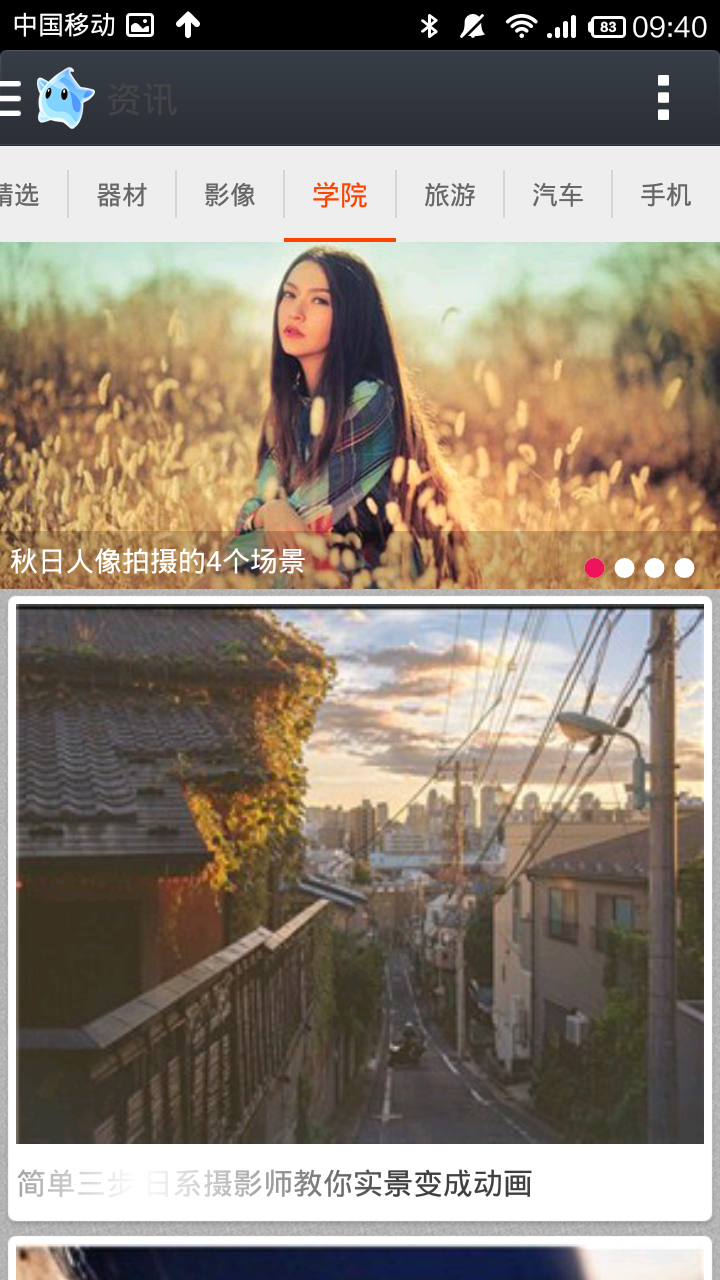 中国移动 83 09:40
资讯
精选 器材 影像 学院 旅游 汽车 手机
秋日人像拍摄的4个场景
简单三步 日系摄影师教你实景变成动画